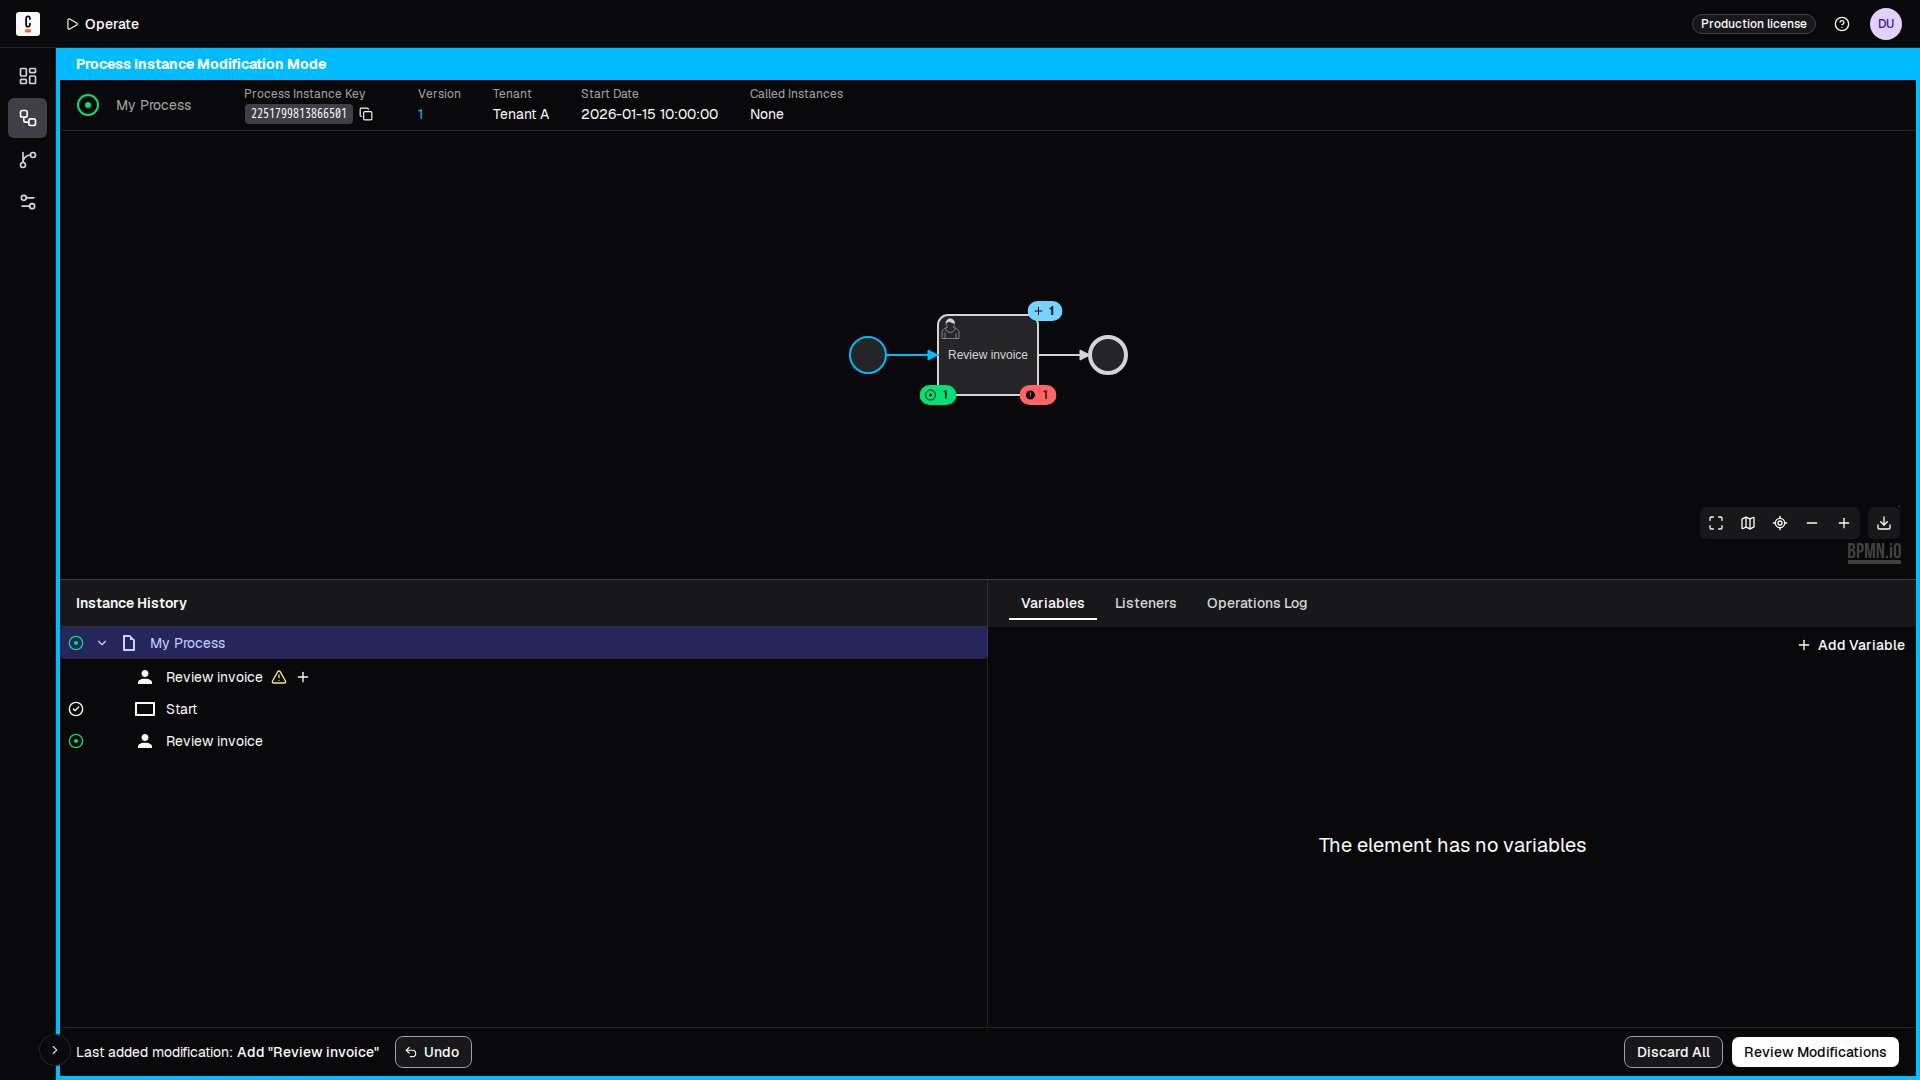 C
Operate
Production license
DU
Process Instance Modification Mode
My Process
Process Instance Key
2251799813866501
Version
1
Tenant
Tenant A
Start Date
2026-01-15 10:00:00
Called Instances
None
+ 1
Review invoice
1
1
BPMN.iO
Instance History
Variables
Listeners
Operations Log
My Process
Add Variable
Review invoice
Start
Review invoice
The element has no variables
Last added modification: Add "Review invoice"
Undo
Discard All
Review Modifications